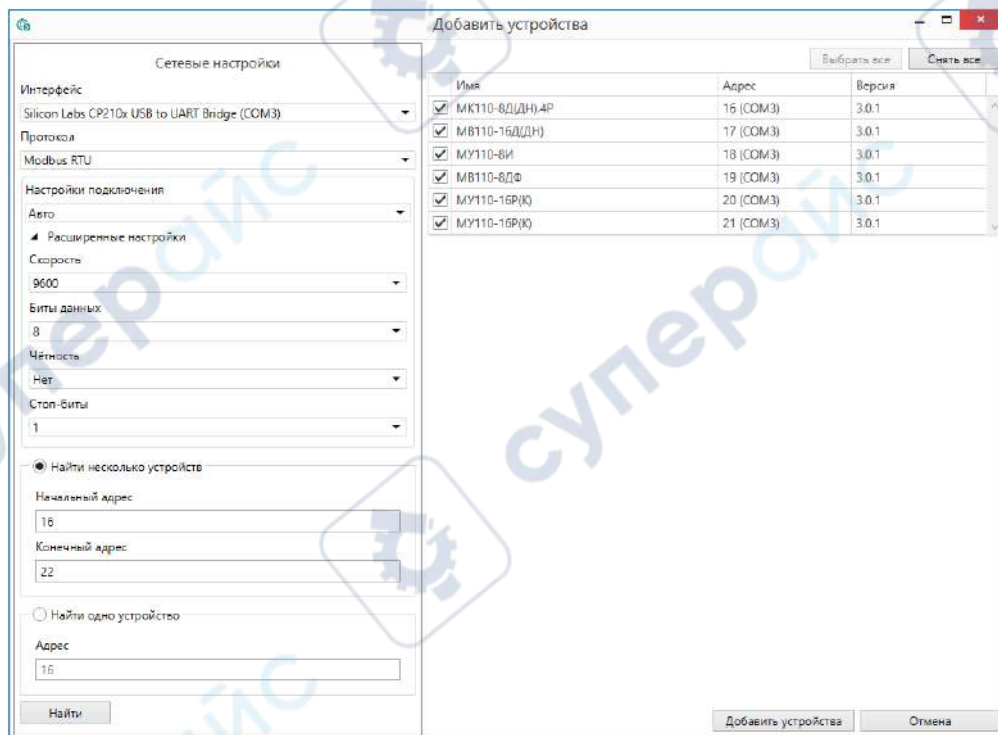 Добавить устройства
Сетевые настройки
Интерфейс
Silicon Labs CP210x USB to UART Bridge (COM3)
Протокол
Modbus RTU
Настройки подключения
Авто
Расширенные настройки
Скорость
9600
Биты данных
8
Чётность
Нет
Стоп-биты
1
Найти несколько устройств
Начальный адрес
16
Конечный адрес
22
Найти одно устройство
Адрес
16
Найти
Выбрать все Снять все
Имя Адрес Версия
МК110-8Д(ДН).4Р 16 (COM3) 3.0.1
МВ110-16Д(ДН) 17 (COM3) 3.0.1
МУ110-8И 18 (COM3) 3.0.1
МВ110-8ДФ 19 (COM3) 3.0.1
МУ110-16Р(К) 20 (COM3) 3.0.1
МУ110-16Р(К) 21 (COM3) 3.0.1
Добавить устройства Отмена
суперайс